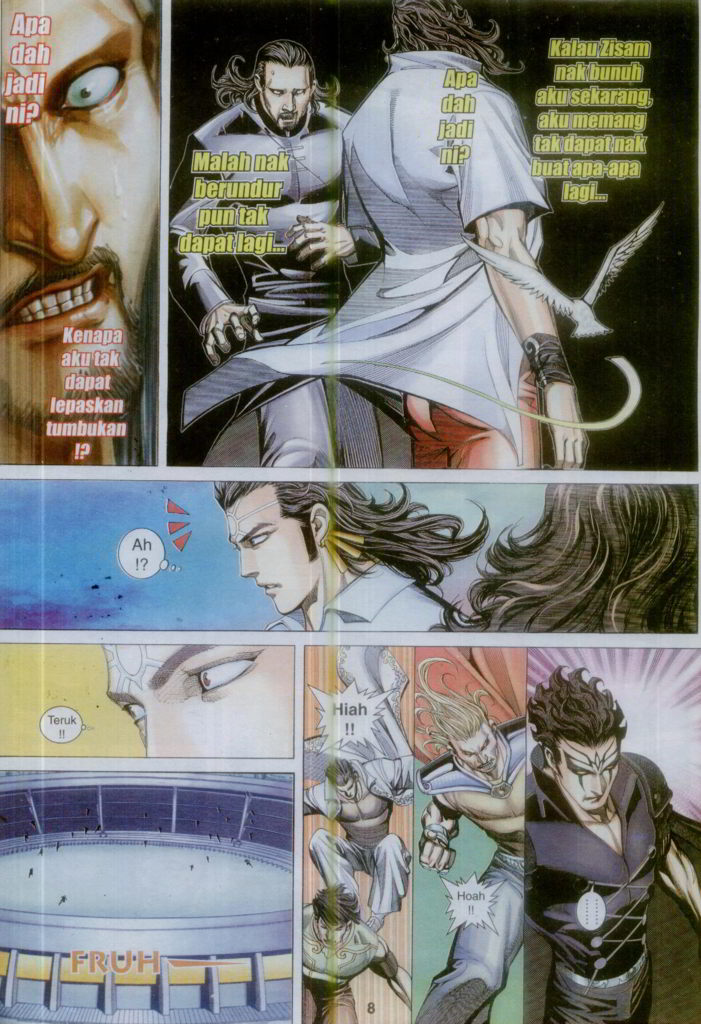 Apa
dah
jadi
ni?
Kenapa
aku tak
dapat
lepaskan
tumbukan
!?
Malah nak
berundur
pun tak
dapat lagi...
Apa
dah
jadi
ni?
Kalau Zisam
nak bunuh
aku sekarang,
aku memang
tak dapat nak
buat apa-apa
lagi...
Ah
!?
Teruk
!!
FRUH
Hiah
!!
Hoah
!!
........
8